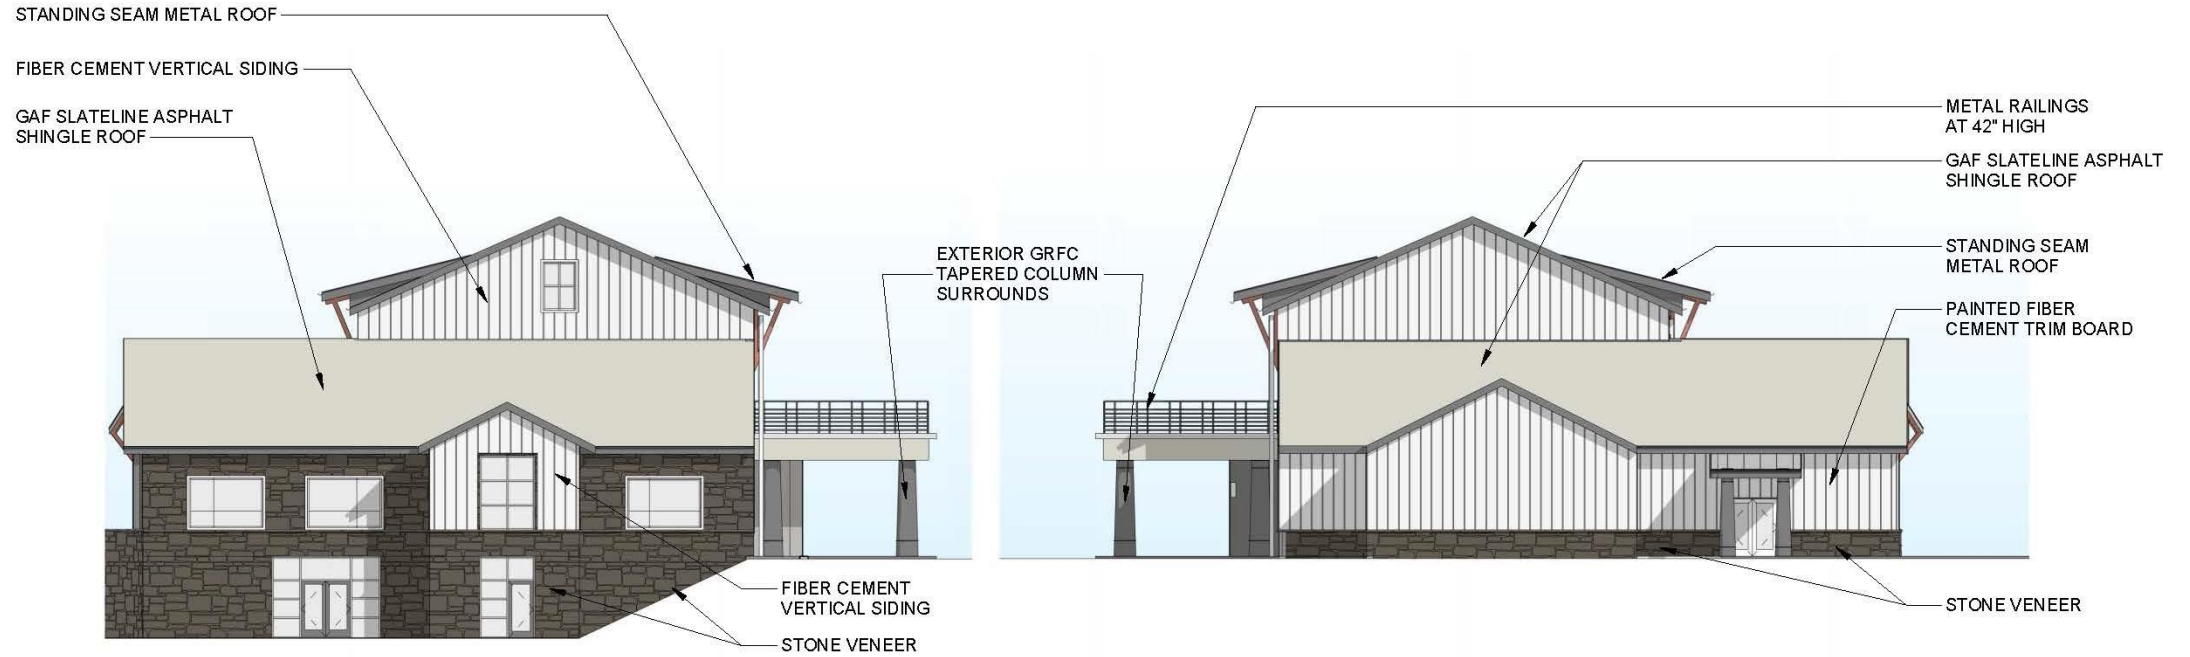 STANDING SEAM METAL ROOF
FIBER CEMENT VERTICAL SIDING
GAF SLATELINE ASPHALT
SHINGLE ROOF
EXTERIOR GRFC
TAPERED COLUMN
SURROUNDS
FIBER CEMENT
VERTICAL SIDING
STONE VENEER
METAL RAILINGS
AT 42" HIGH
GAF SLATELINE ASPHALT
SHINGLE ROOF
STANDING SEAM
METAL ROOF
PAINTED FIBER
CEMENT TRIM BOARD
STONE VENEER